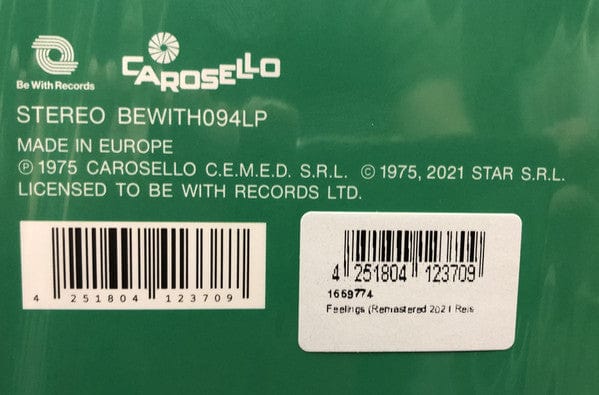 Be With Records
CAROSELLO
STEREO BEWITH094LP
MADE IN EUROPE
Ⓟ 1975 CAROSELLO C.E.M.E.D. S.R.L. © 1975, 2021 STAR S.R.L.
LICENSED TO BE WITH RECORDS LTD.
4 251804 123709
4 251804 123709
1669774
Feelings (Remastered 2021 Reis